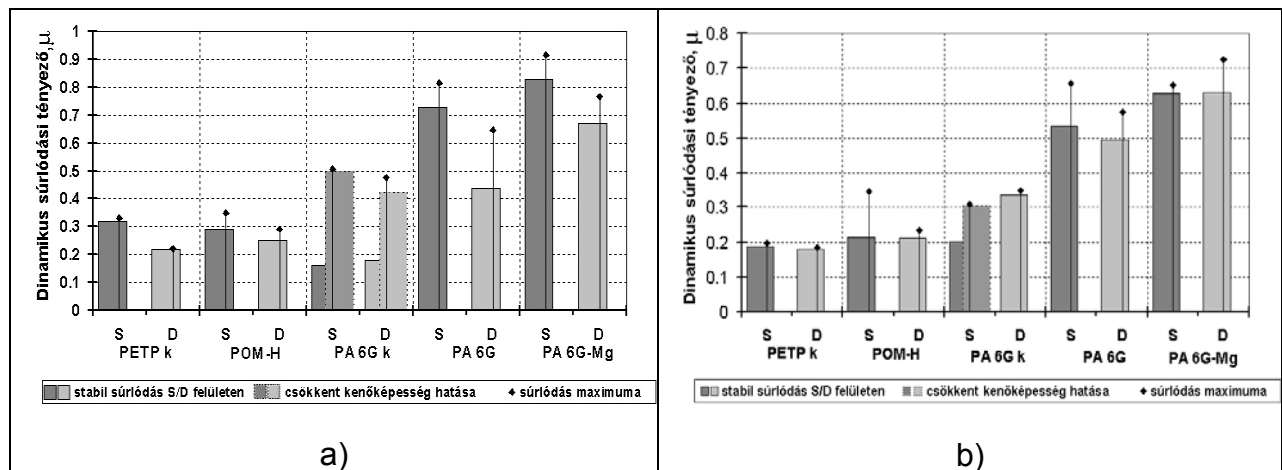 Dinamikus súrlódási tényező, μ
1
0.9
0.8
0.7
0.6
0.5
0.4
0.3
0.2
0.1
0
S D S D S D S D S D
PETP k POM-H PA 6G k PA 6G PA 6G-Mg
stabil súrlódás S/D felületen csökkent kenőképesség hatása súrlódás maximuma
a)
Dinamikus súrlódási tényező, μ
0.8
0.7
0.6
0.5
0.4
0.3
0.2
0.1
0
S D S D S D S D S D
PETP k POM-H PA 6G k PA 6G PA 6G-Mg
stabil súrlódás S/D felületen csökkent kenőképesség hatása súrlódás maximuma
b)